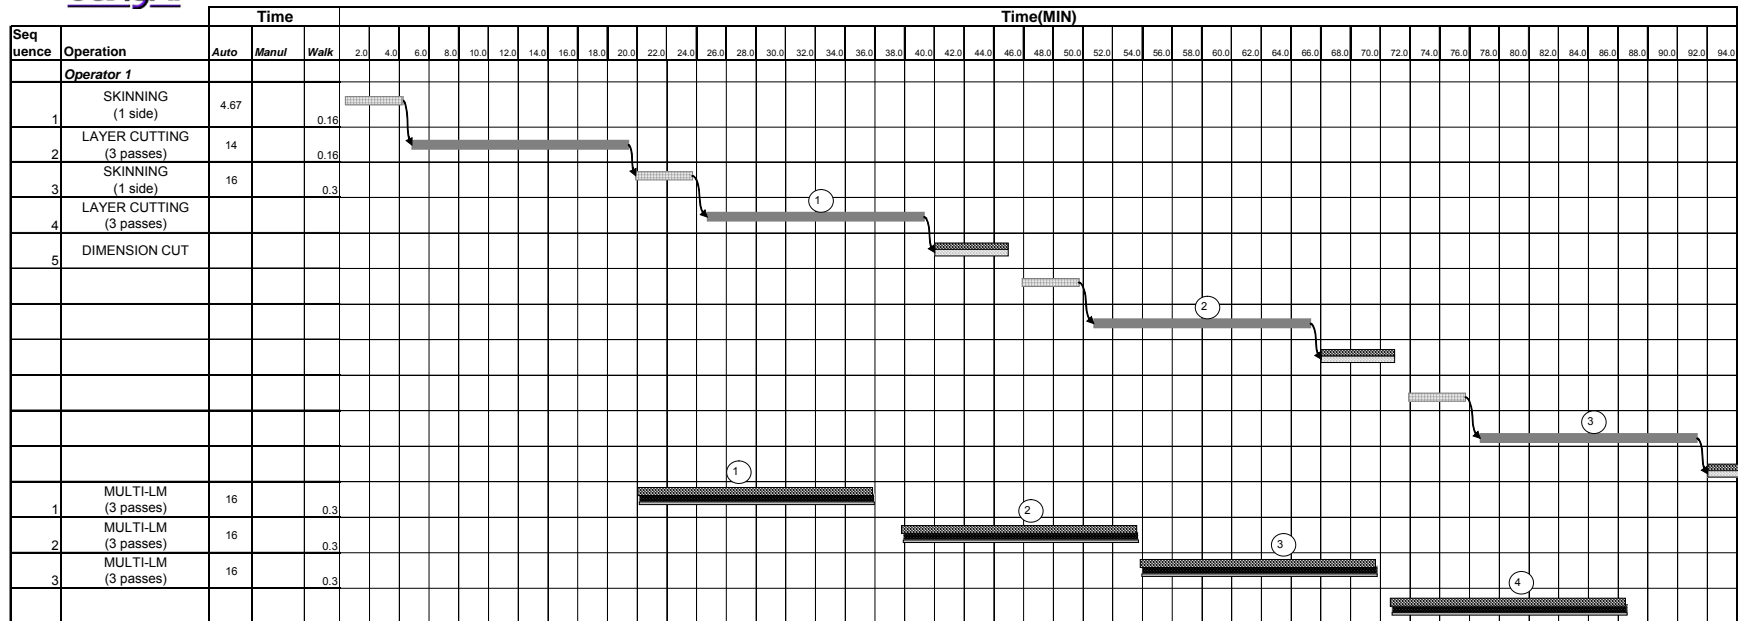 Time Time(MIN)
Seq
uence Operation Auto Manul Walk 2.0 4.0 6.0 8.0 10.0 12.0 14.0 16.0 18.0 20.0 22.0 24.0 26.0 28.0 30.0 32.0 34.0 36.0 40.0 42.0 44.0 46.0 48.0 50.0 52.0 54.0 56.0 58.0 60.0 62.0 64.0 66.0 70.0 72.0 74.0 76.0 78.0 80.0 82.0 84.0 86.0 88.0 90.0 92.0 94.0
Operator 1
SKINNING
(1 side)
1 4.67 0.16
LAYER CUTTING
(3 passes)
2 14 0.16
SKINNING
(1 side)
3 16 0.3
LAYER CUTTING
(3 passes)
4 1
DIMENSION CUT
5
2
3
1
MULTI-LM
(3 passes)
1 16 0.3
2
MULTI-LM
(3 passes)
2 16 0.3
3
MULTI-LM
(3 passes)
3 16 0.3
4